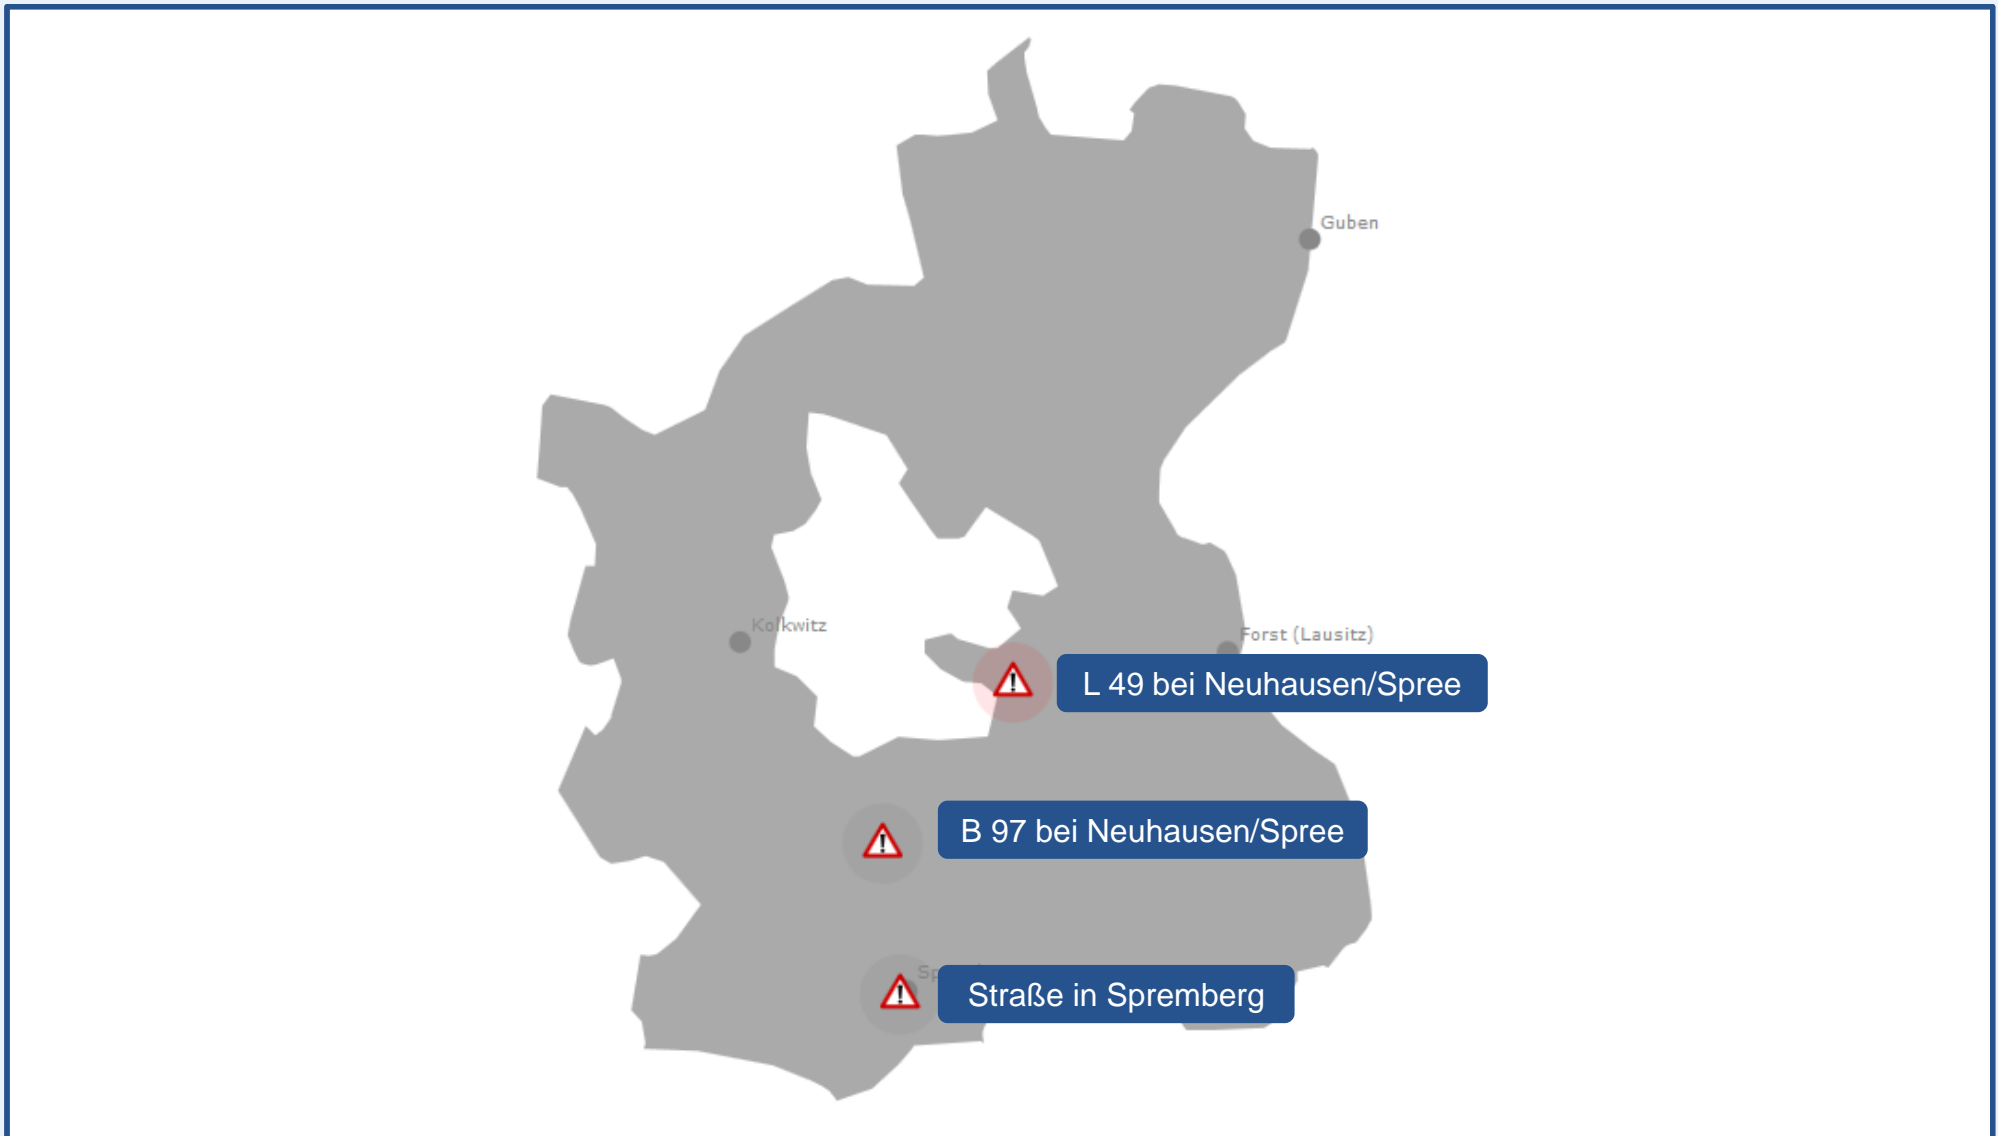 Guben
Kolkwitz
Forst (Lausitz)
L 49 bei Neuhausen/Spree
B 97 bei Neuhausen/Spree
Straße in Spremberg